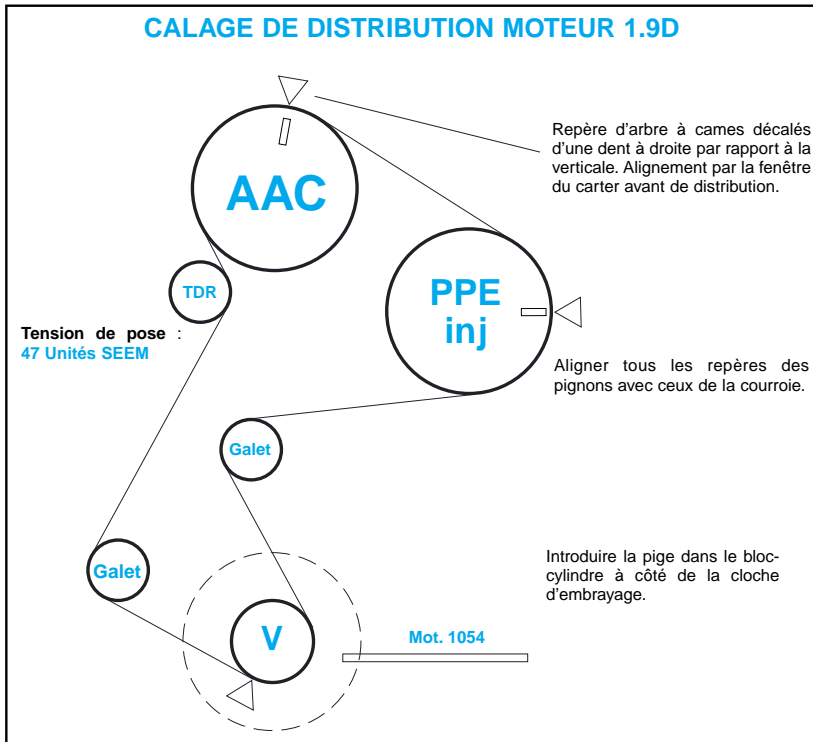 CALAGE DE DISTRIBUTION MOTEUR 1.9D
Repère d'arbre à cames décalés
d'une dent à droite par rapport à la
verticale. Alignement par la fenêtre
du carter avant de distribution.
AAC
TDR
PPE
inj
Tension de pose :
47 Unités SEEM
Aligner tous les repères des
pignons avec ceux de la courroie.
Galet
Galet
Introduire la pige dans le bloc-
cylindre à côté de la cloche
d'embrayage.
V
Mot. 1054